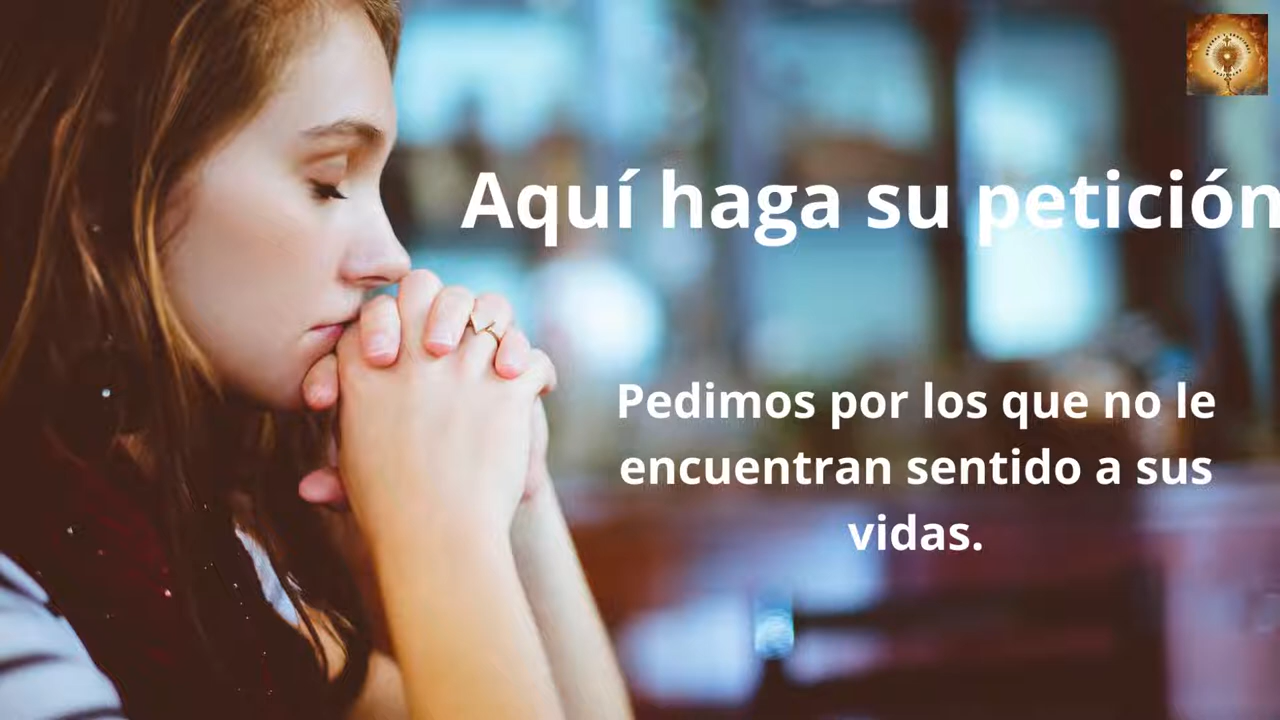 Aquí haga su petición
Pedimos por los que no le
encuentran sentido a sus
vidas.